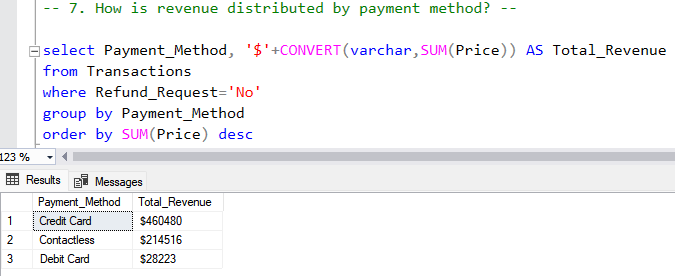 -- 7. How is revenue distributed by payment method? --
select Payment_Method, '$'+CONVERT(varchar,SUM(Price)) AS Total_Revenue
from Transactions
where Refund_Request='No'
group by Payment_Method
order by SUM(Price) desc
123 %
Results Messages
Payment_Method Total_Revenue
1 Credit Card $460480
2 Contactless $214516
3 Debit Card $28223